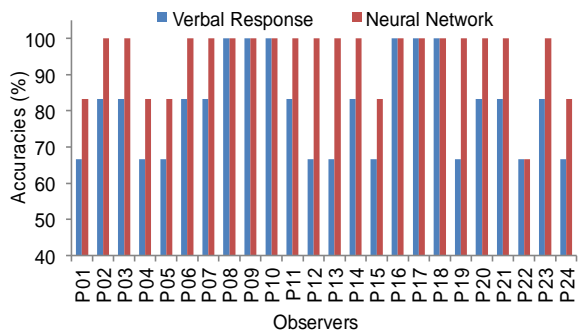 Verbal Response Neural Network
Accuracies (%)
100
90
80
70
60
50
40
P01 P02 P03 P04 P05 P06 P07 P08 P09 P10 P11 P12 P13 P14 P15 P16 P17 P18 P19 P20 P21 P22 P23 P24
Observers